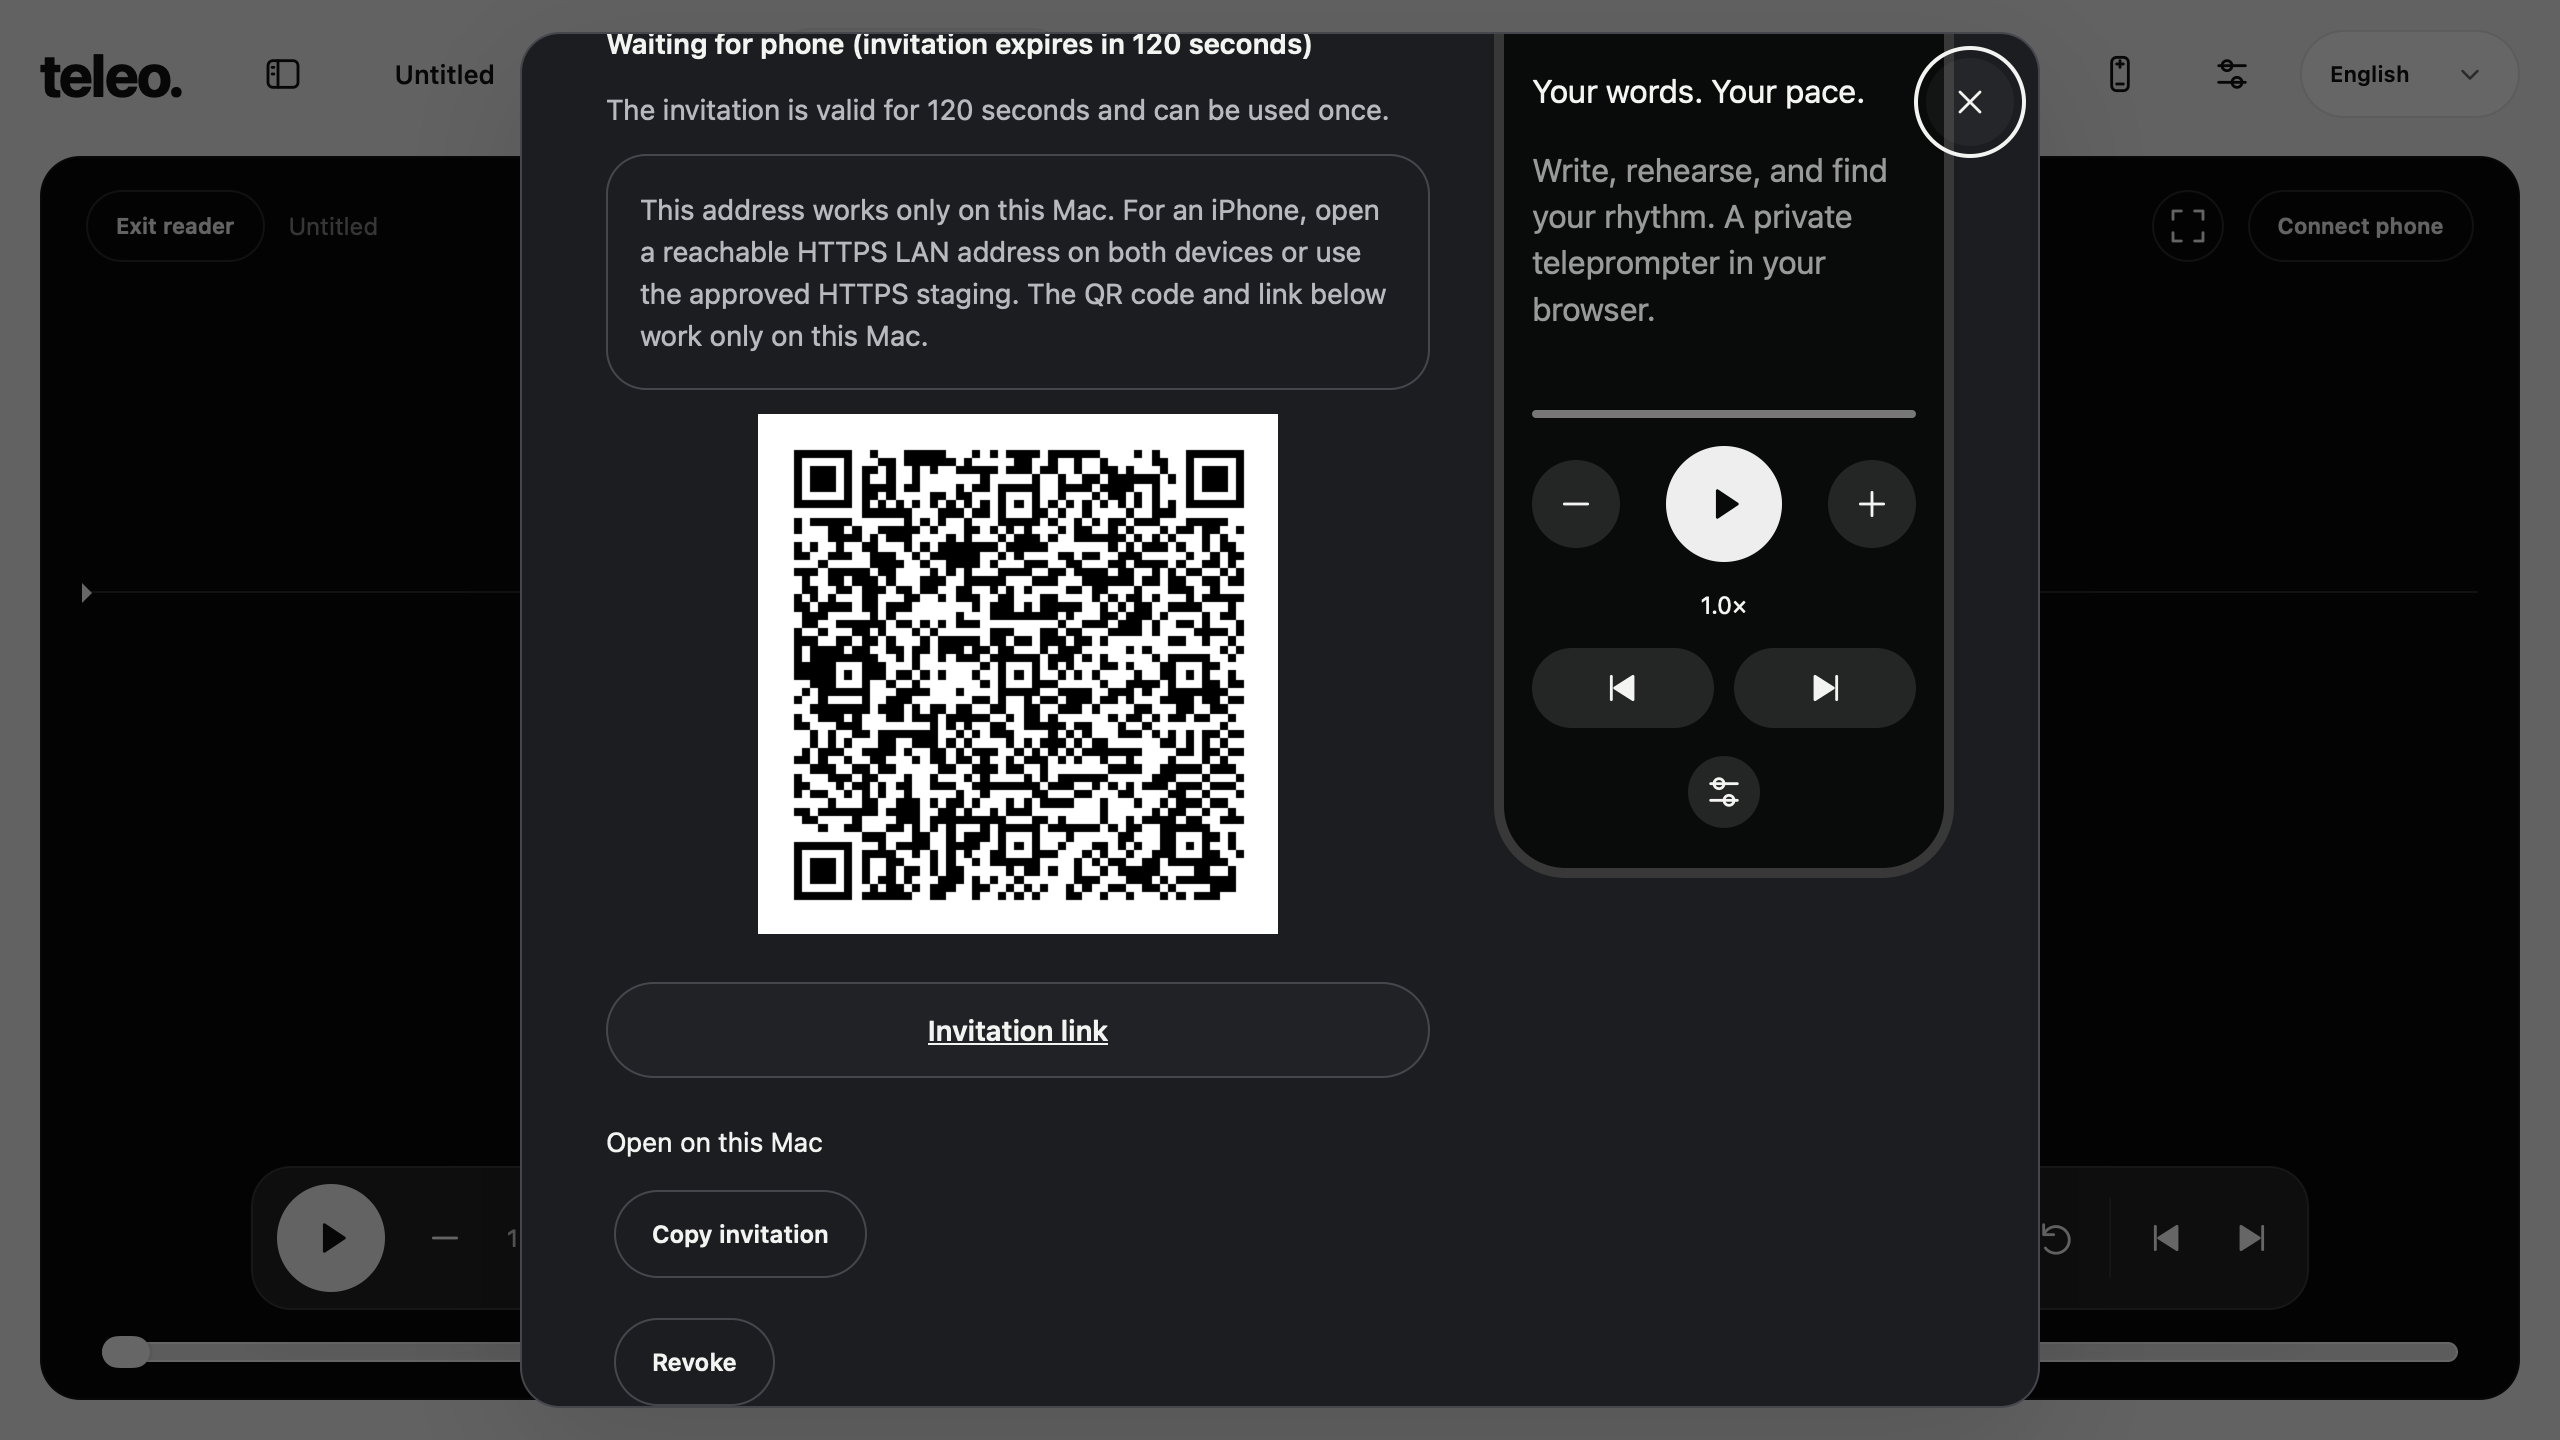 teleo.
Untitled
English
Exit reader
Untitled
Connect phone
Waiting for phone (invitation expires in 120 seconds)
The invitation is valid for 120 seconds and can be used once.
This address works only on this Mac. For an iPhone, open
a reachable HTTPS LAN address on both devices or use
the approved HTTPS staging. The QR code and link below
work only on this Mac.
Invitation link
Open on this Mac
Copy invitation
Revoke
Your words. Your pace.
Write, rehearse, and find
your rhythm. A private
teleprompter in your
browser.
1.0×
1